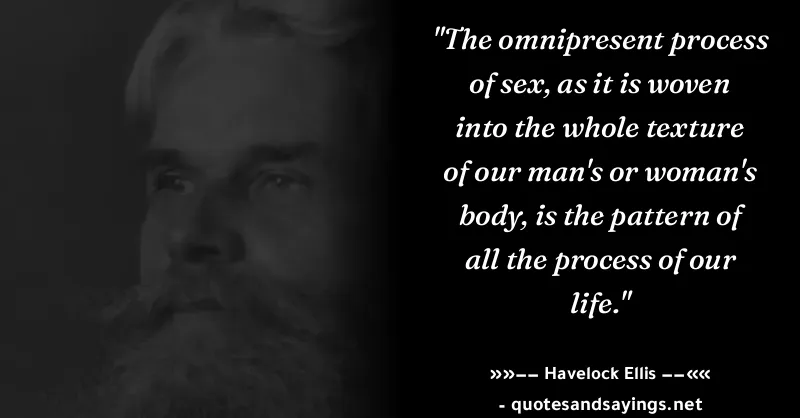 "The omnipresent process
of sex, as it is woven
into the whole texture
of our man's or woman's
body, is the pattern of
all the process of our
life."
»»–– Havelock Ellis ––««
- quotesandsayings.net